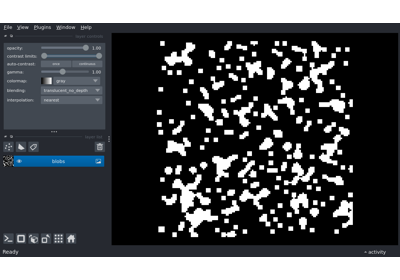 File View Plugins Window Help
opacity: 1.00
contrast limits:
auto-contrast: once continuous
gamma: 1.00
colormap: gray
blending: translucent_no_depth
interpolation: nearest
blobs
Ready
activity